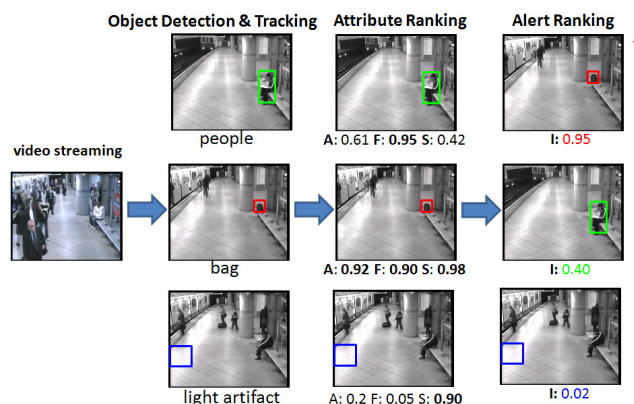 Object Detection & Tracking Attribute Ranking Alert Ranking
people A: 0.61 F: 0.95 S: 0.42 I: 0.95
video streaming
bag A: 0.92 F: 0.90 S: 0.98 I: 0.40
light artifact A: 0.2 F: 0.05 S: 0.90 I: 0.02